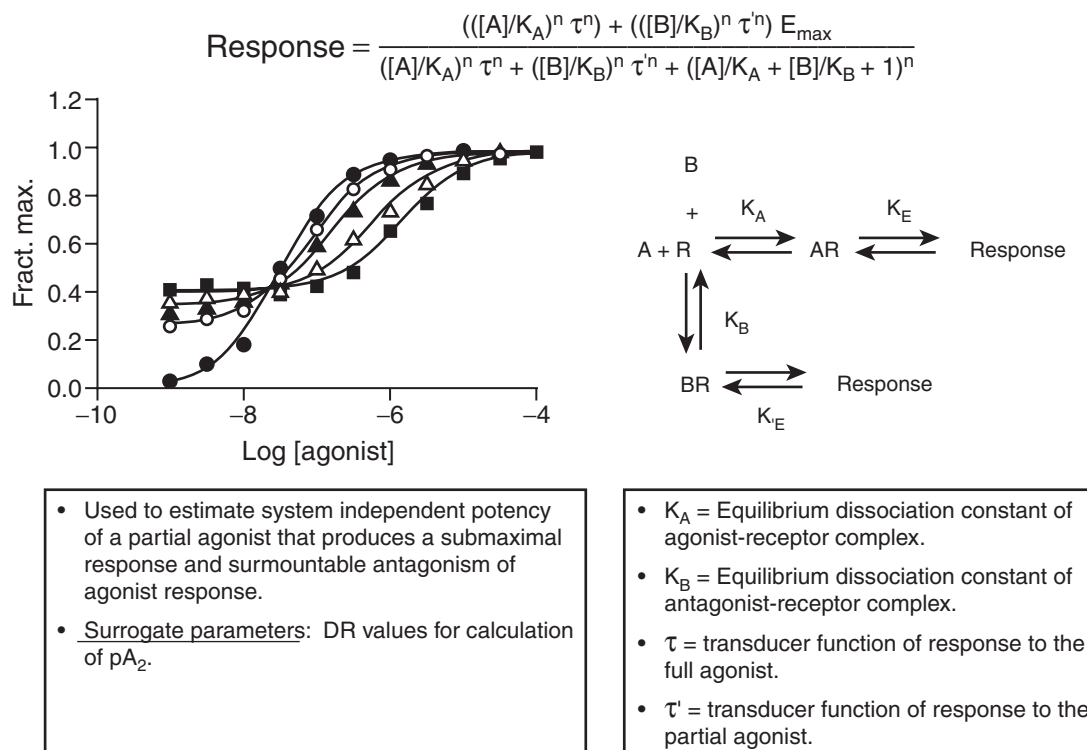 Response = ((([A]/K_A)^n τ^n) + (([B]/K_B)^n τ'^n) E_max
([A]/K_A)^n τ^n + ([B]/K_B)^n τ'^n + ([A]/K_A + [B]/K_B + 1)^n
1.2
1.0
0.8
0.6
0.4
0.2
0.0
Fract. max.
−10
−8
−6
−4
Log [agonist]
B
+
K_A
K_E
A + R
AR
Response
K_B
BR
Response
K_'E
• Used to estimate system independent potency
of a partial agonist that produces a submaximal
response and surmountable antagonism of
agonist response.
• Surrogate parameters: DR values for calculation
of pA_2.
• K_A = Equilibrium dissociation constant of
agonist-receptor complex.
• K_B = Equilibrium dissociation constant of
antagonist-receptor complex.
• τ = transducer function of response to the
full agonist.
• τ' = transducer function of response to the
partial agonist.